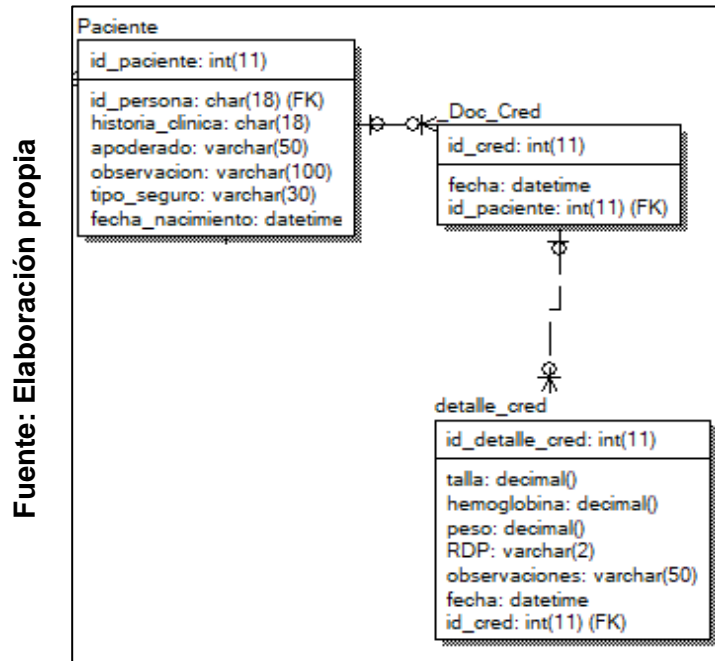 Paciente
id_paciente: int(11)
id_persona: char(18) (FK)
historia_clinica: char(18)
apoderado: varchar(50)
observacion: varchar(100)
tipo_seguro: varchar(30)
fecha_nacimiento: datetime
_Doc_Cred
id_cred: int(11)
fecha: datetime
id_paciente: int(11) (FK)
detalle_cred
id_detalle_cred: int(11)
talla: decimal()
hemoglobina: decimal()
peso: decimal()
RDP: varchar(2)
observaciones: varchar(50)
fecha: datetime
id_cred: int(11) (FK)
Fuente: Elaboración propia